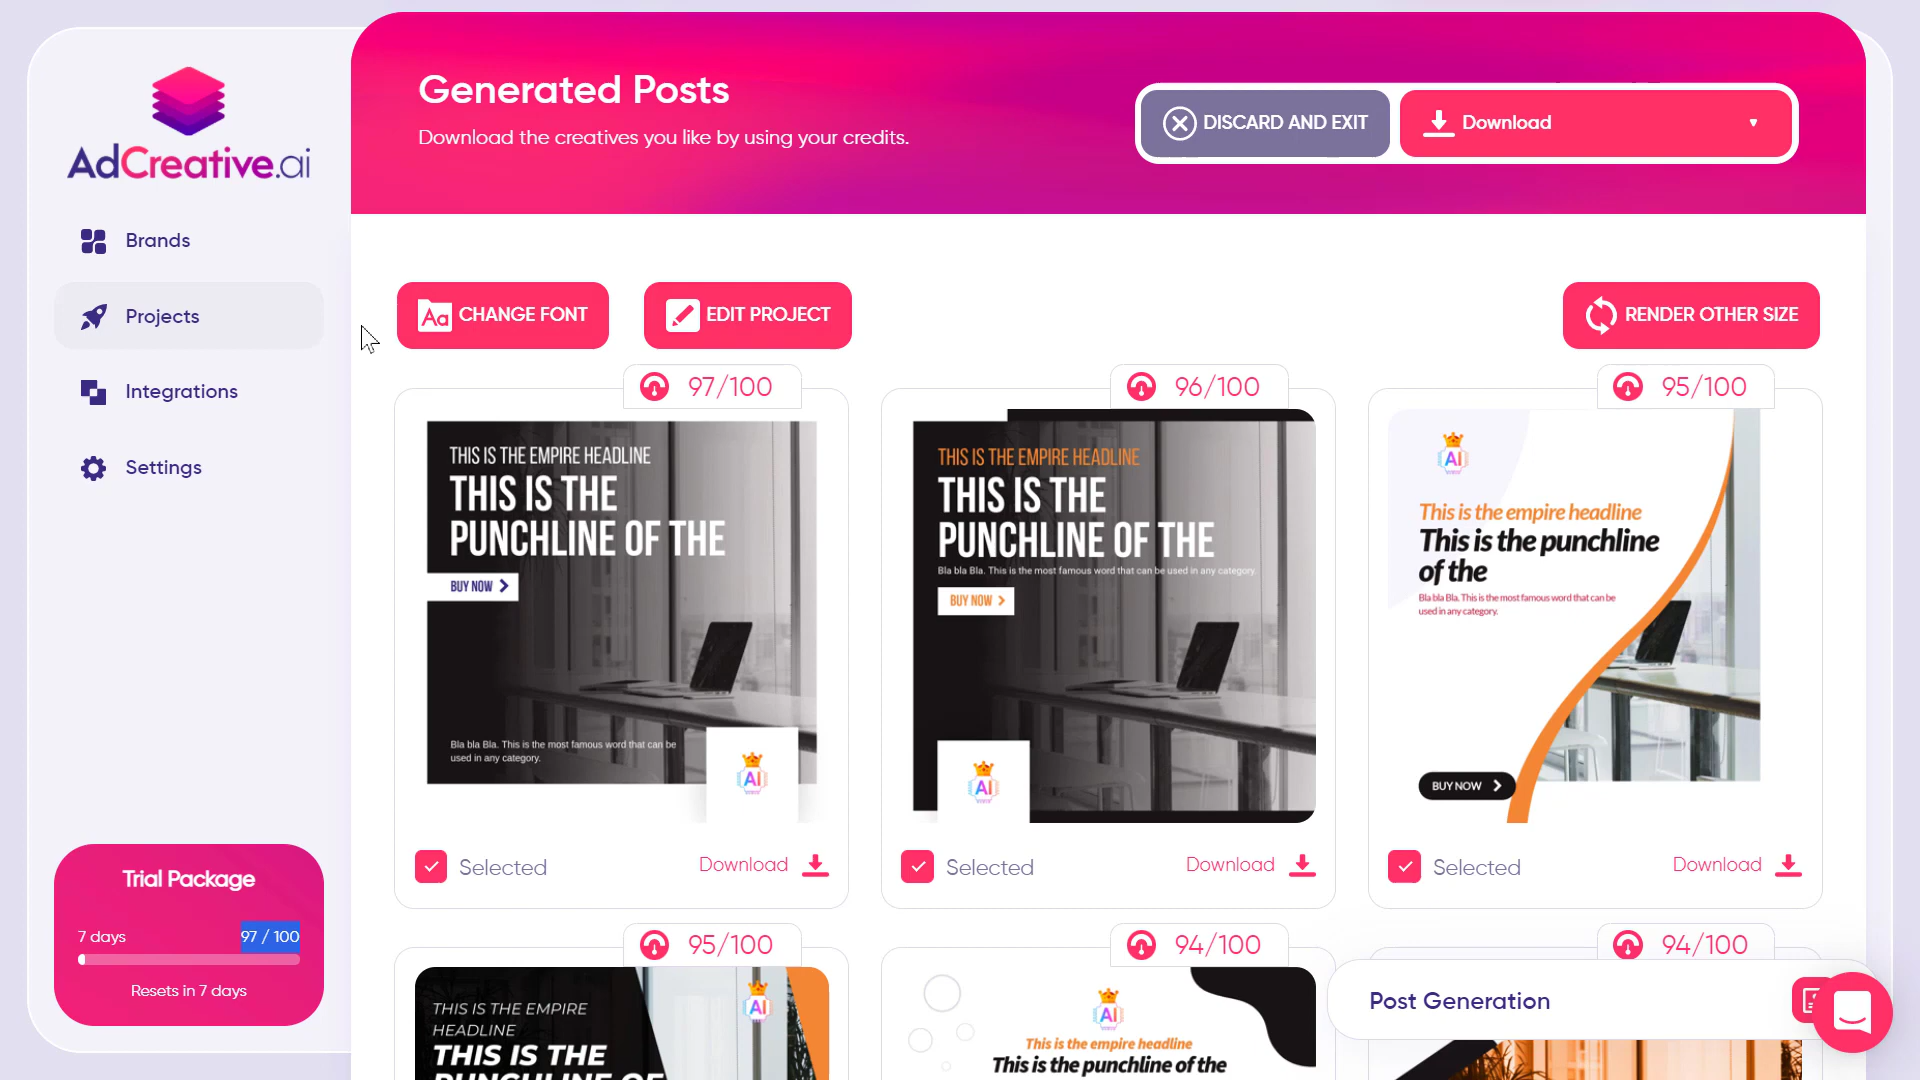 AdCreative.ai
Brands
Projects
Integrations
Settings
Trial Package
7 days
97 / 100
Resets in 7 days
Generated Posts
Download the creatives you like by using your credits.
DISCARD AND EXIT
Download
Aa CHANGE FONT
EDIT PROJECT
RENDER OTHER SIZE
97/100
THIS IS THE EMPIRE HEADLINE
THIS IS THE
PUNCHLINE OF THE
BUY NOW
Bla bla Bla. This is the most famous word that can be
used in any category.
AI
Selected
Download
96/100
THIS IS THE EMPIRE HEADLINE
THIS IS THE
PUNCHLINE OF THE
Bla bla Bla. This is the most famous word that can be used in any category.
BUY NOW
AI
Selected
Download
95/100
AI
This is the empire headline
This is the punchline
of the
Bla bla Bla. This is the most famous word that can be
used in any category.
BUY NOW
Selected
Download
95/100
THIS IS THE EMPIRE
HEADLINE
THIS IS THE
PUNCHLINE OF
AI
94/100
AI
This is the empire headline
This is the punchline of the
94/100
Post Generation